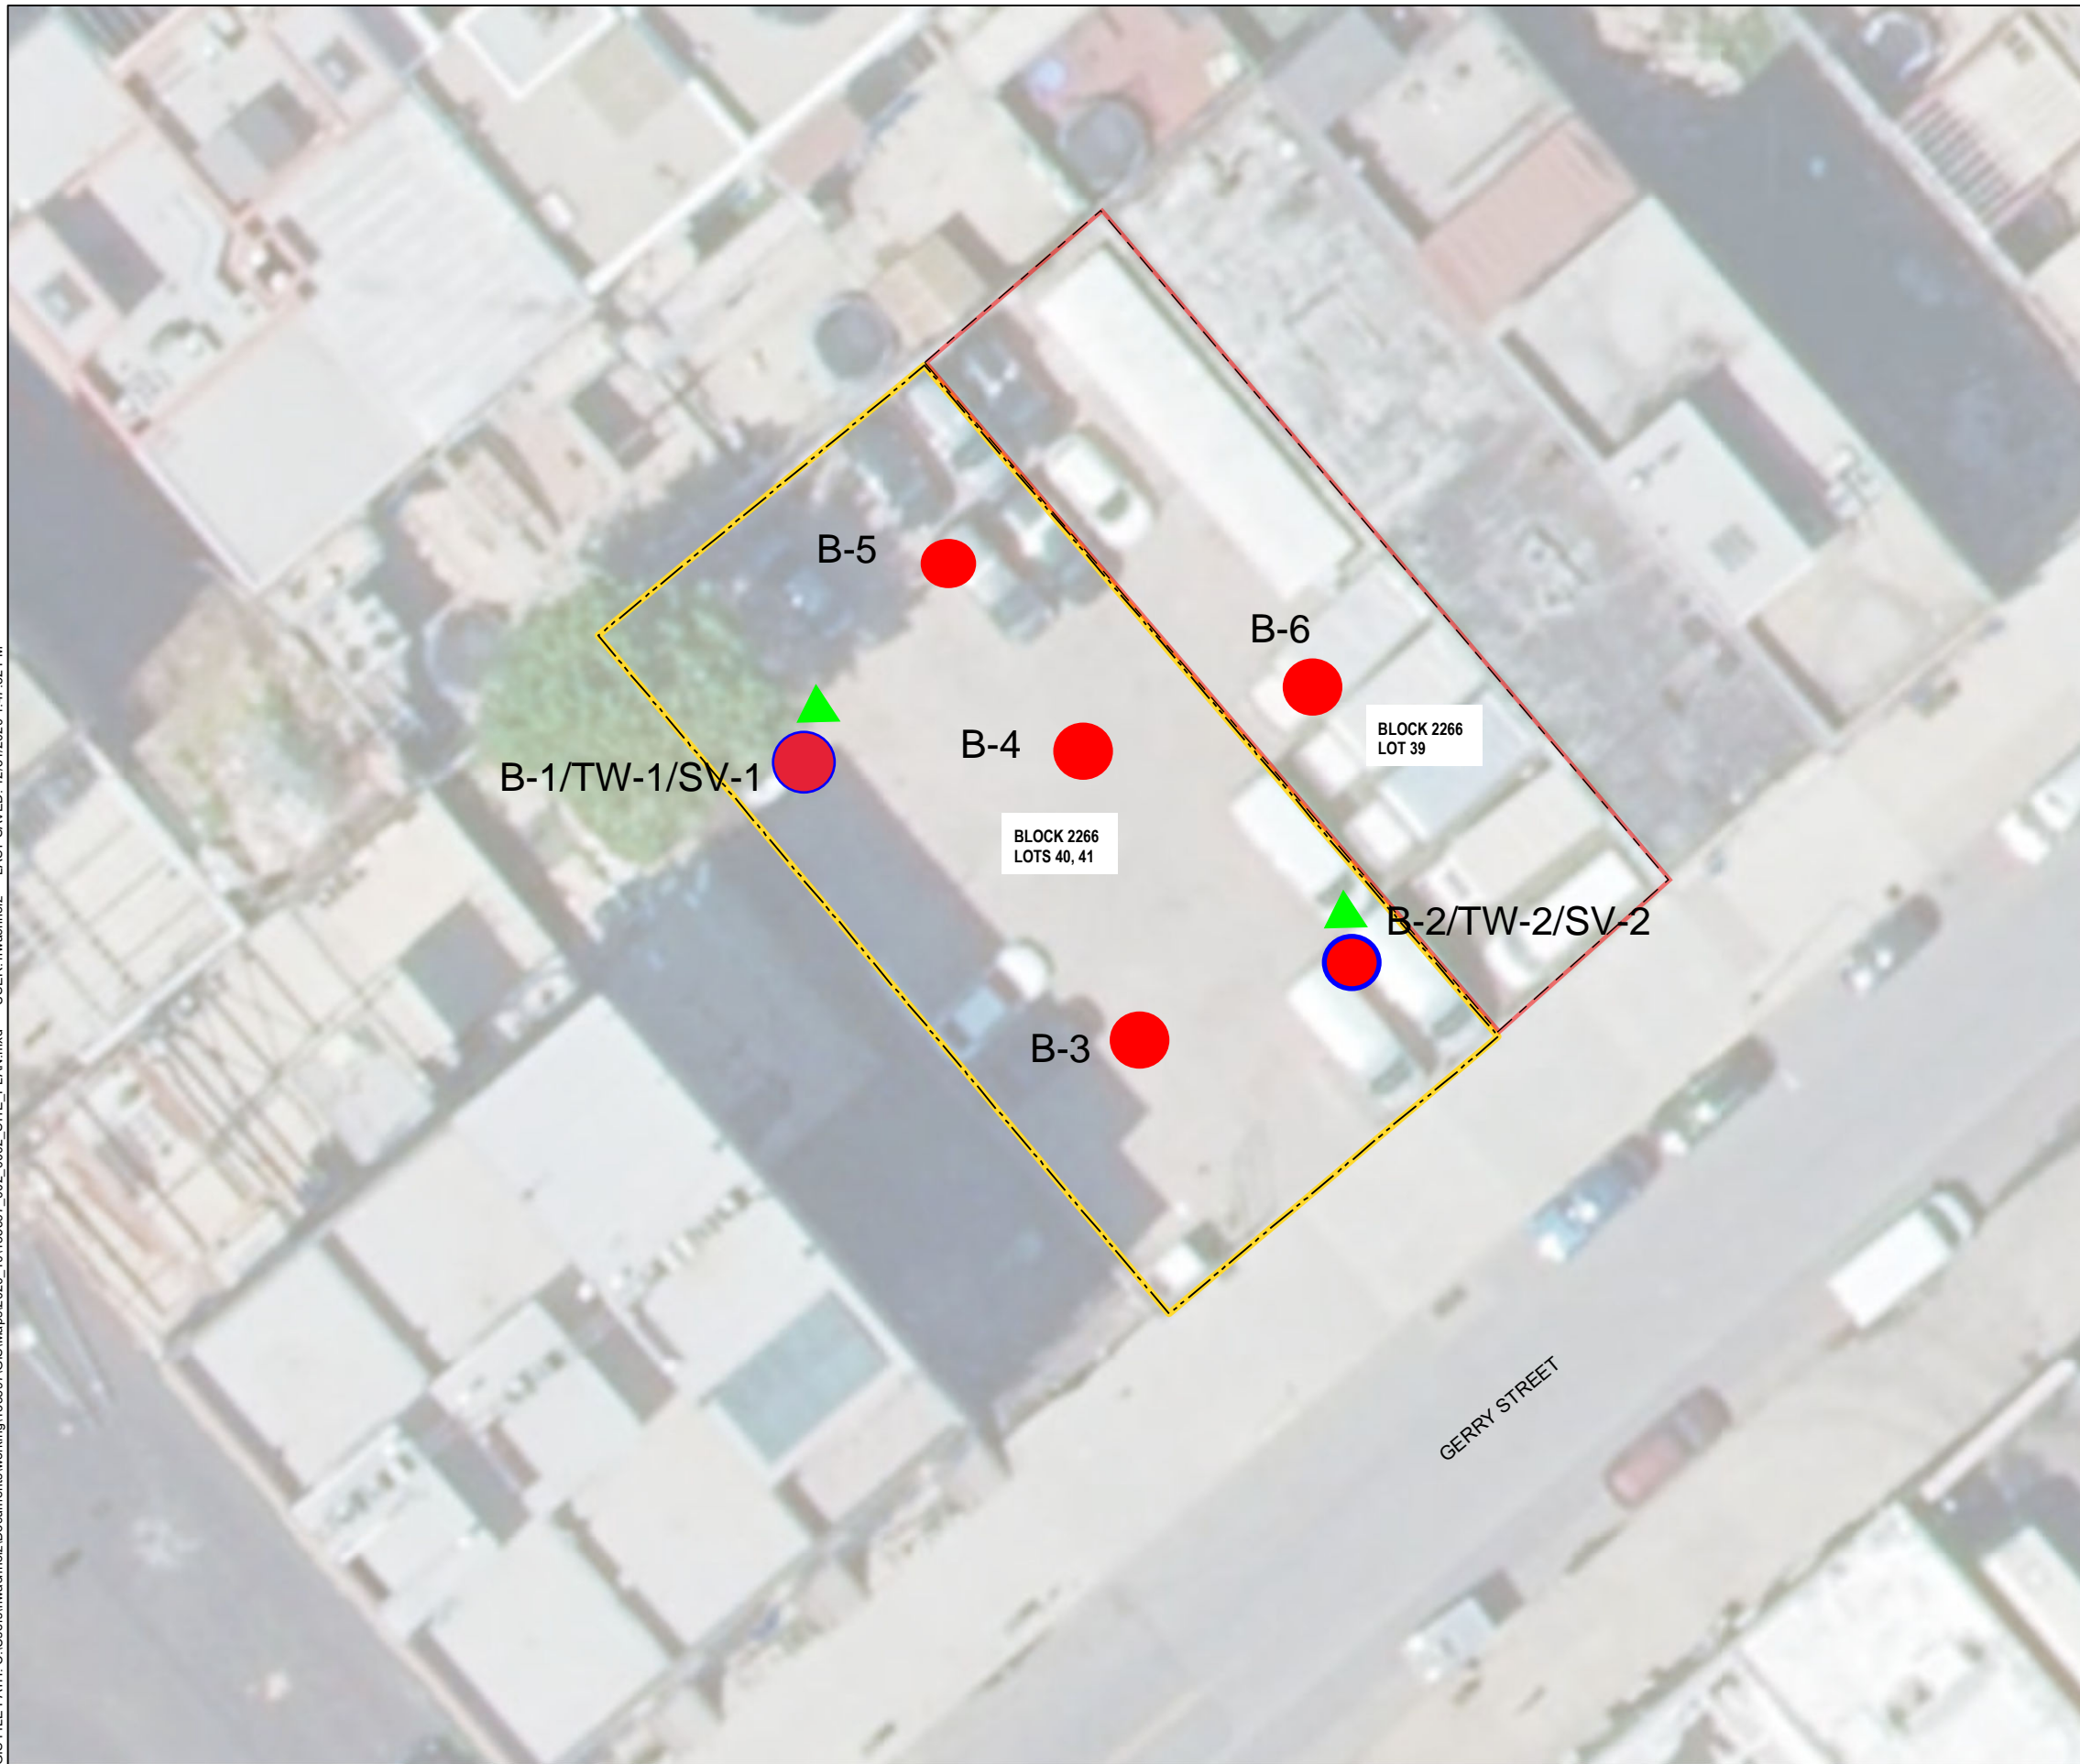 B-5
B-6
BLOCK 2266
LOT 39
B-4
B-1/TW-1/SV-1
BLOCK 2266
LOTS 40, 41
B-2/TW-2/SV-2
B-3
GERRY STREET